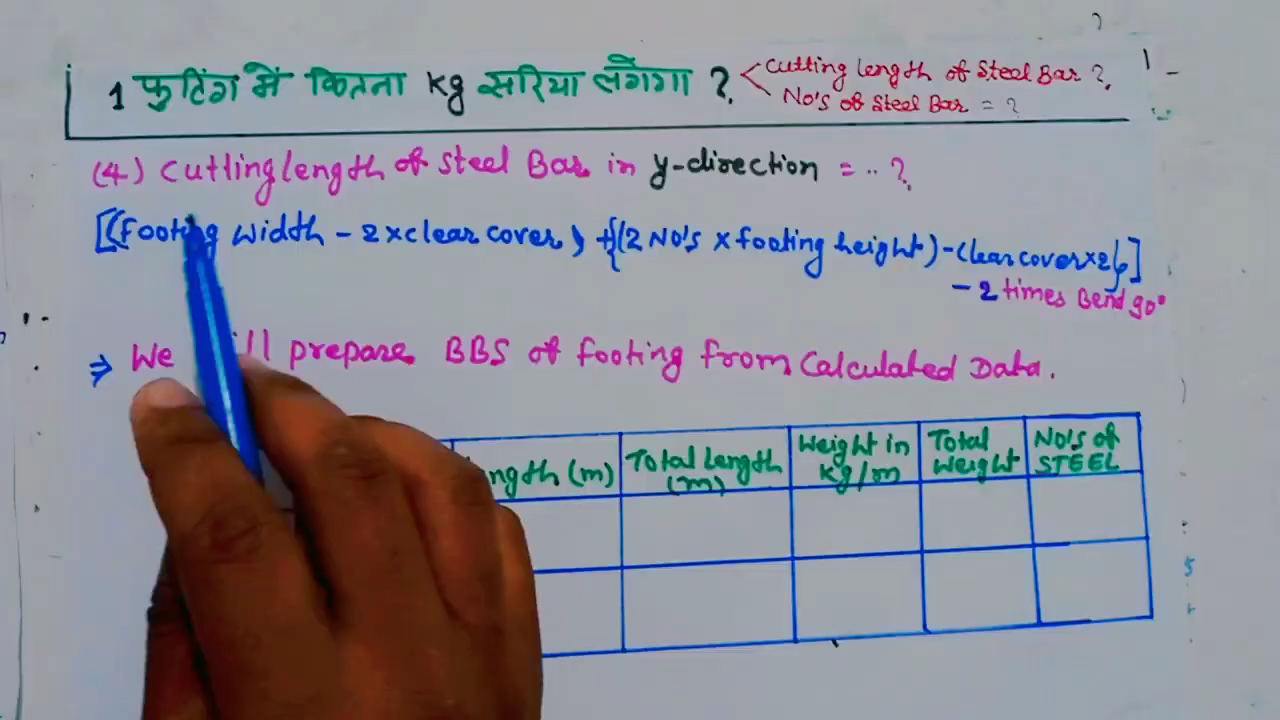 1 फुटिंग में कितना kg सरिया लगेगा ?
Cutting length of Steel Bar ?
No's of Steel Bar = ?
(4) Cutting length of Steel Bar in y-direction = .. ?
[(Footing width - 2 x clear cover) + {(2 No's x footing height) - Clear cover x 2}]
- 2 times Bend 90°
⇒ We prepare BBS of footing from Calculated Data.
(m)
Total Length (m)
Weight in kg/m
Total Weight
No's of STEEL